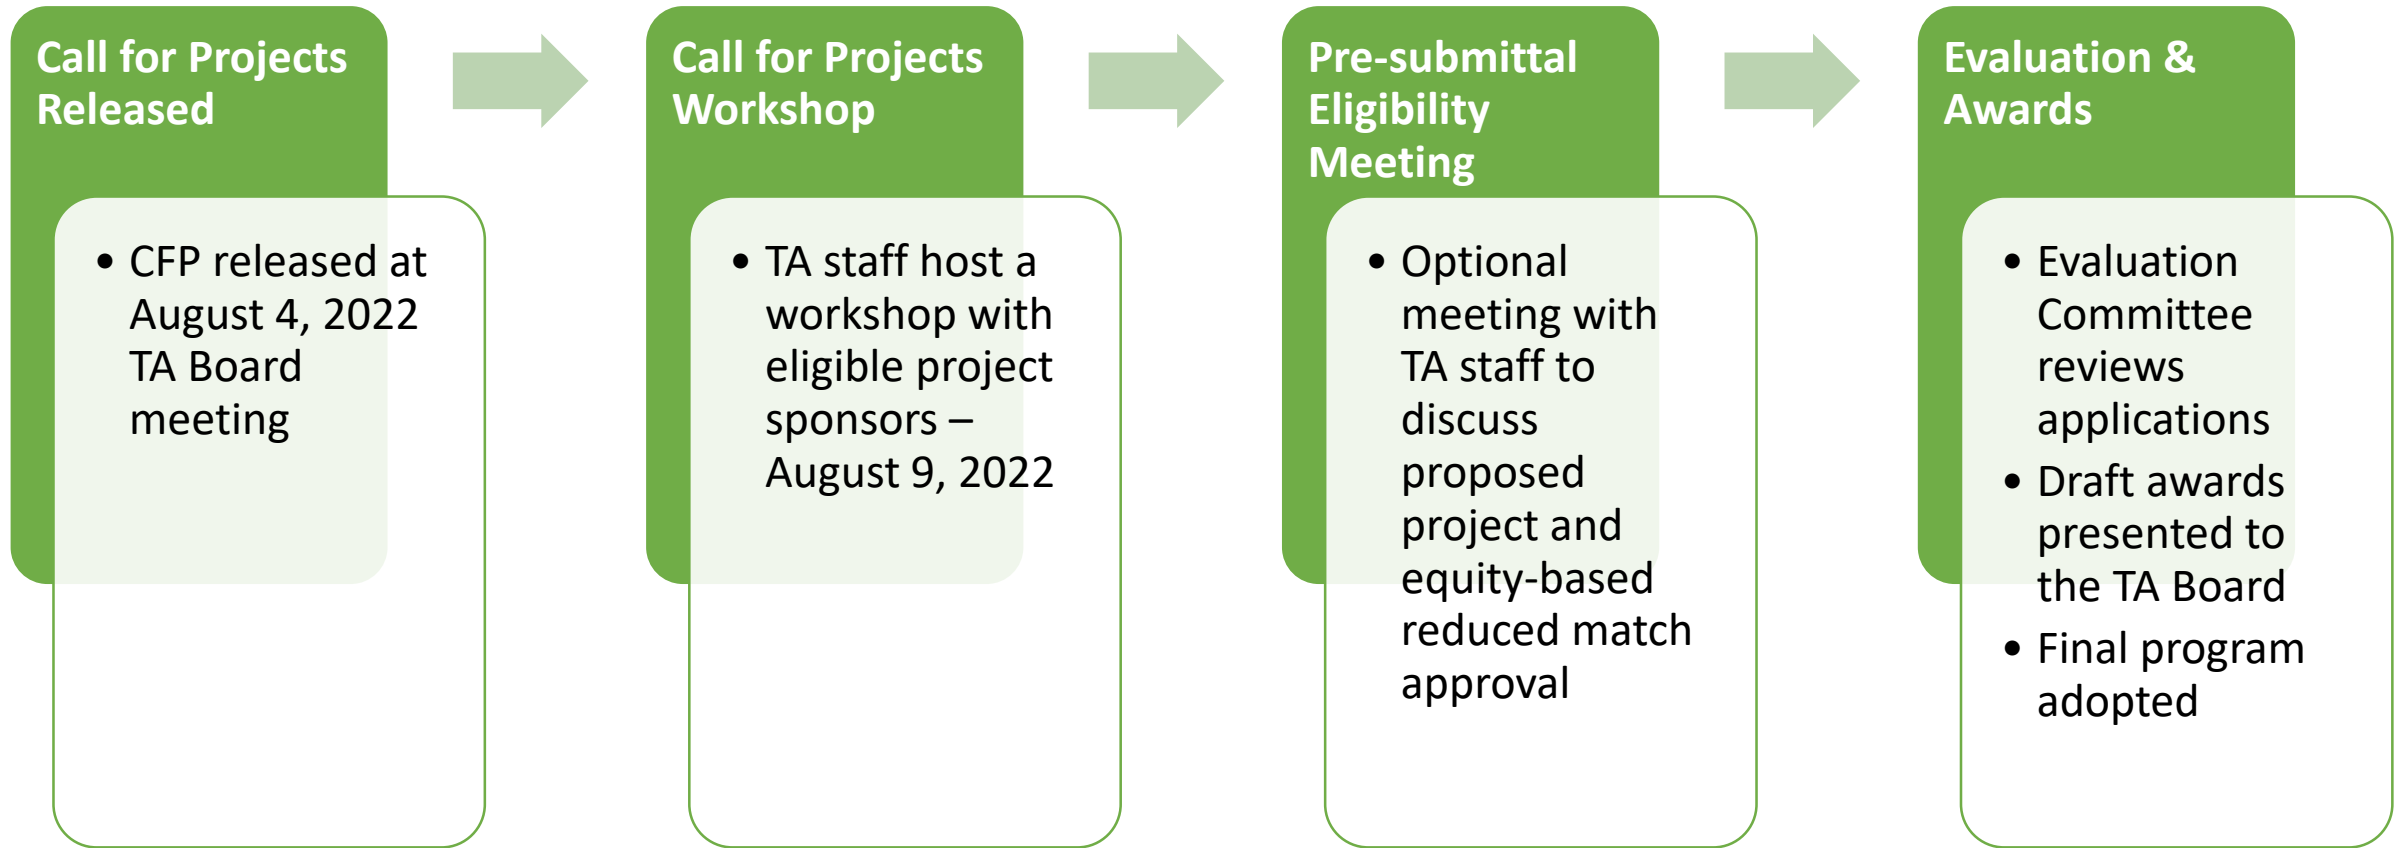 Call for Projects
Released
• CFP released at
August 4, 2022
TA Board
meeting
Call for Projects
Workshop
• TA staff host a
workshop with
eligible project
sponsors –
August 9, 2022
Pre-submittal
Eligibility
Meeting
• Optional
meeting with
TA staff to
discuss
proposed
project and
equity-based
reduced match
approval
Evaluation &
Awards
• Evaluation
Committee
reviews
applications
• Draft awards
presented to
the TA Board
• Final program
adopted